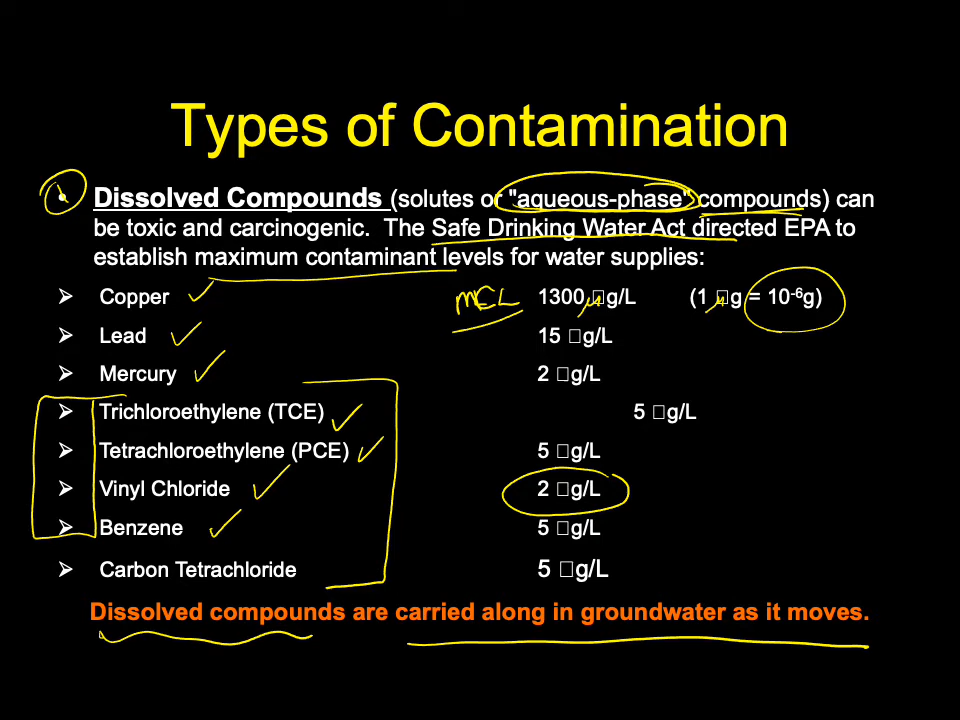 Types of Contamination
• Dissolved Compounds (solutes or "aqueous-phase" compounds) can
be toxic and carcinogenic. The Safe Drinking Water Act directed EPA to
establish maximum contaminant levels for water supplies:
➢ Copper MCL 1300 □g/L (1 □g = 10⁻⁶g)
➢ Lead 15 □g/L
➢ Mercury 2 □g/L
➢ Trichloroethylene (TCE) 5 □g/L
➢ Tetrachloroethylene (PCE) 5 □g/L
➢ Vinyl Chloride 2 □g/L
➢ Benzene 5 □g/L
➢ Carbon Tetrachloride 5 □g/L
Dissolved compounds are carried along in groundwater as it moves.